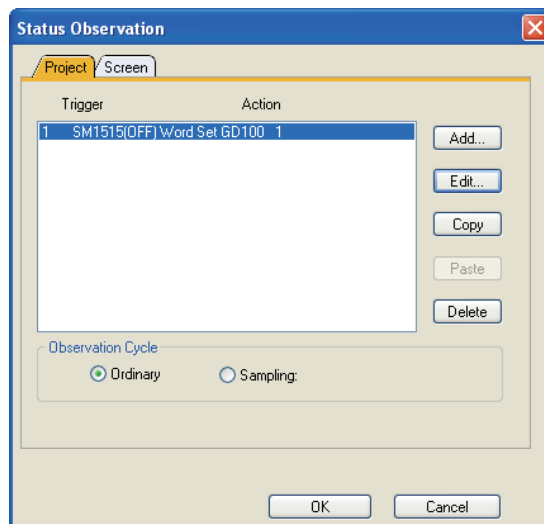 Status Observation
Project Screen
Trigger Action
1 SM1515(OFF) Word Set GD100 1
Add...
Edit...
Copy
Paste
Delete
Observation Cycle
Ordinary Sampling:
OK Cancel